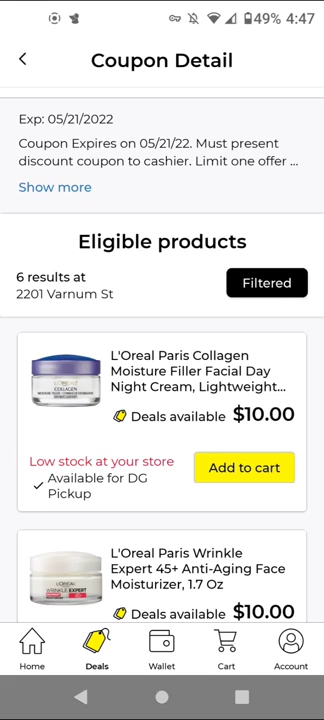 49% 4:47
Coupon Detail
Exp: 05/21/2022
Coupon Expires on 05/21/22. Must present
discount coupon to cashier. Limit one offer ...
Show more
Eligible products
6 results at
2201 Varnum St
Filtered
L'Oreal Paris Collagen
Moisture Filler Facial Day
Night Cream, Lightweight...
Deals available $10.00
Low stock at your store
Available for DG
Pickup
Add to cart
COLLAGEN
L'Oreal Paris Wrinkle
Expert 45+ Anti-Aging Face
Moisturizer, 1.7 Oz
WRINKLE EXPERT
Deals available $10.00
Home
Deals
Wallet
Cart
Account